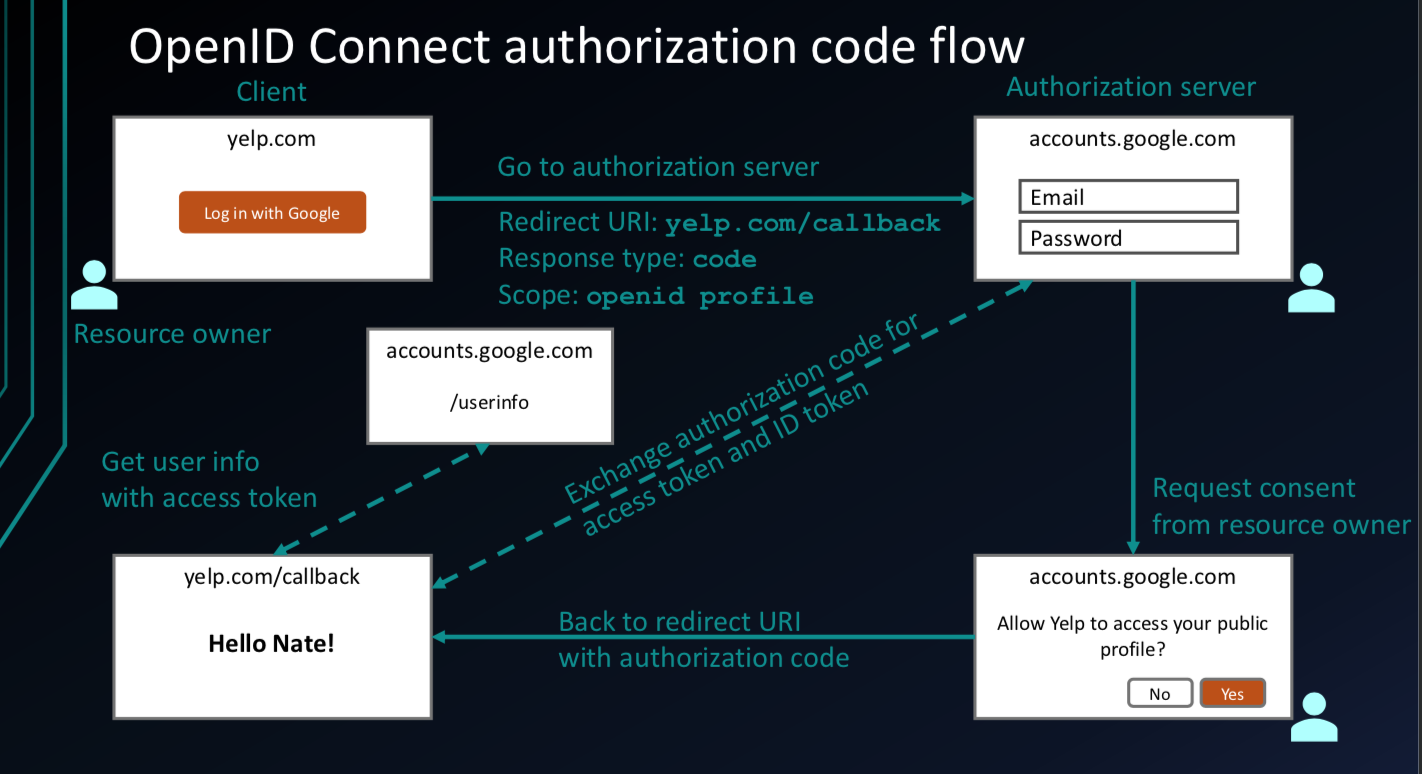 OpenID Connect authorization code flow
Client
Authorization server
yelp.com
Log in with Google
Go to authorization server
Redirect URI: yelp.com/callback
Response type: code
Scope: openid profile
accounts.google.com
Email
Password
Resource owner
accounts.google.com
/userinfo
Exchange authorization code for
access token and ID token
Get user info
with access token
Request consent
from resource owner
yelp.com/callback
Hello Nate!
Back to redirect URI
with authorization code
accounts.google.com
Allow Yelp to access your public
profile?
No
Yes